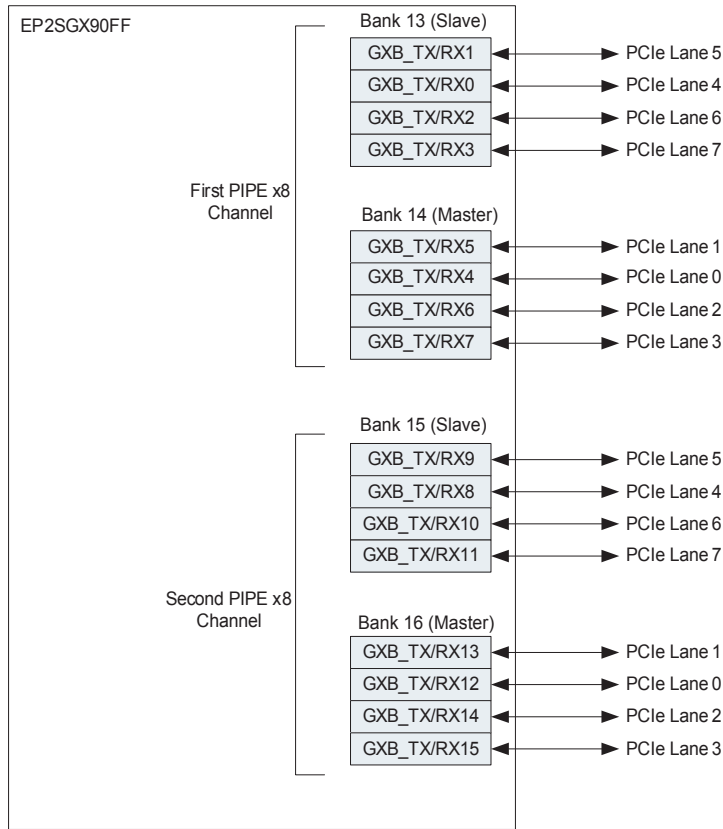 EP2SGX90FF
Bank 13 (Slave)
GXB_TX/RX1 PCIe Lane 5
GXB_TX/RX0 PCIe Lane 4
GXB_TX/RX2 PCIe Lane 6
GXB_TX/RX3 PCIe Lane 7
First PIPE x8
Channel
Bank 14 (Master)
GXB_TX/RX5 PCIe Lane 1
GXB_TX/RX4 PCIe Lane 0
GXB_TX/RX6 PCIe Lane 2
GXB_TX/RX7 PCIe Lane 3
Bank 15 (Slave)
GXB_TX/RX9 PCIe Lane 5
GXB_TX/RX8 PCIe Lane 4
GXB_TX/RX10 PCIe Lane 6
GXB_TX/RX11 PCIe Lane 7
Second PIPE x8
Channel
Bank 16 (Master)
GXB_TX/RX13 PCIe Lane 1
GXB_TX/RX12 PCIe Lane 0
GXB_TX/RX14 PCIe Lane 2
GXB_TX/RX15 PCIe Lane 3